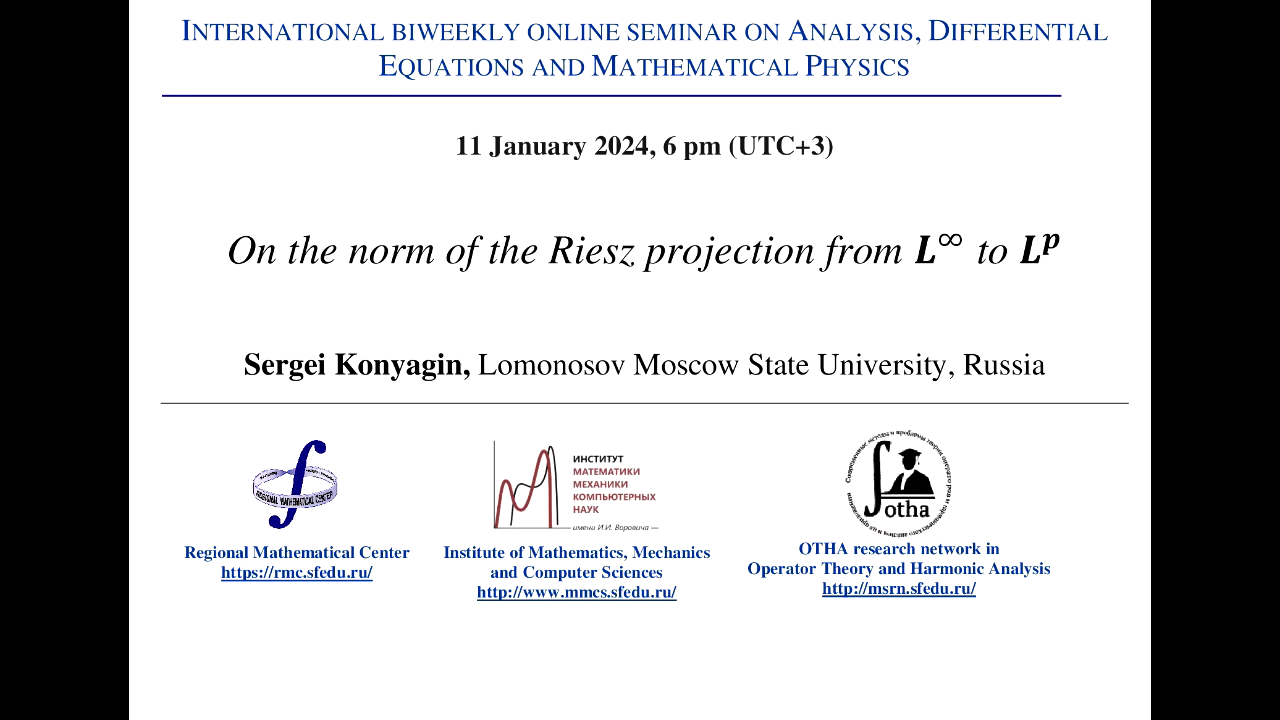 INTERNATIONAL BIWEEKLY ONLINE SEMINAR ON ANALYSIS, DIFFERENTIAL
EQUATIONS AND MATHEMATICAL PHYSICS
11 January 2024, 6 pm (UTC+3)
On the norm of the Riesz projection from L^∞ to L^p
Sergei Konyagin, Lomonosov Moscow State University, Russia
REGIONAL MATHEMATICAL CENTER
ИНСТИТУТ
МАТЕМАТИКИ
МЕХАНИКИ
КОМПЬЮТЕРНЫХ
НАУК
имени И.И. Воровича
otha
Regional Mathematical Center
https://rmc.sfedu.ru/
Institute of Mathematics, Mechanics
and Computer Sciences
http://www.mmcs.sfedu.ru/
OTHA research network in
Operator Theory and Harmonic Analysis
http://msrn.sfedu.ru/